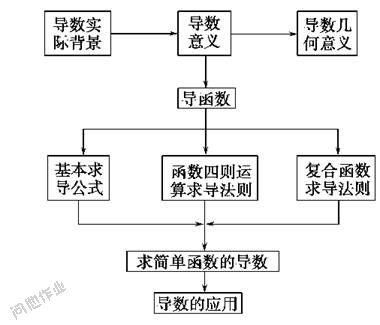 导数实
际背景
导数
意义
导数几
何意义
导函数
基本求
导公式
函数四则运
算求导法则
复合函数
求导法则
求简单函数的导数
导数的应用
问他作业